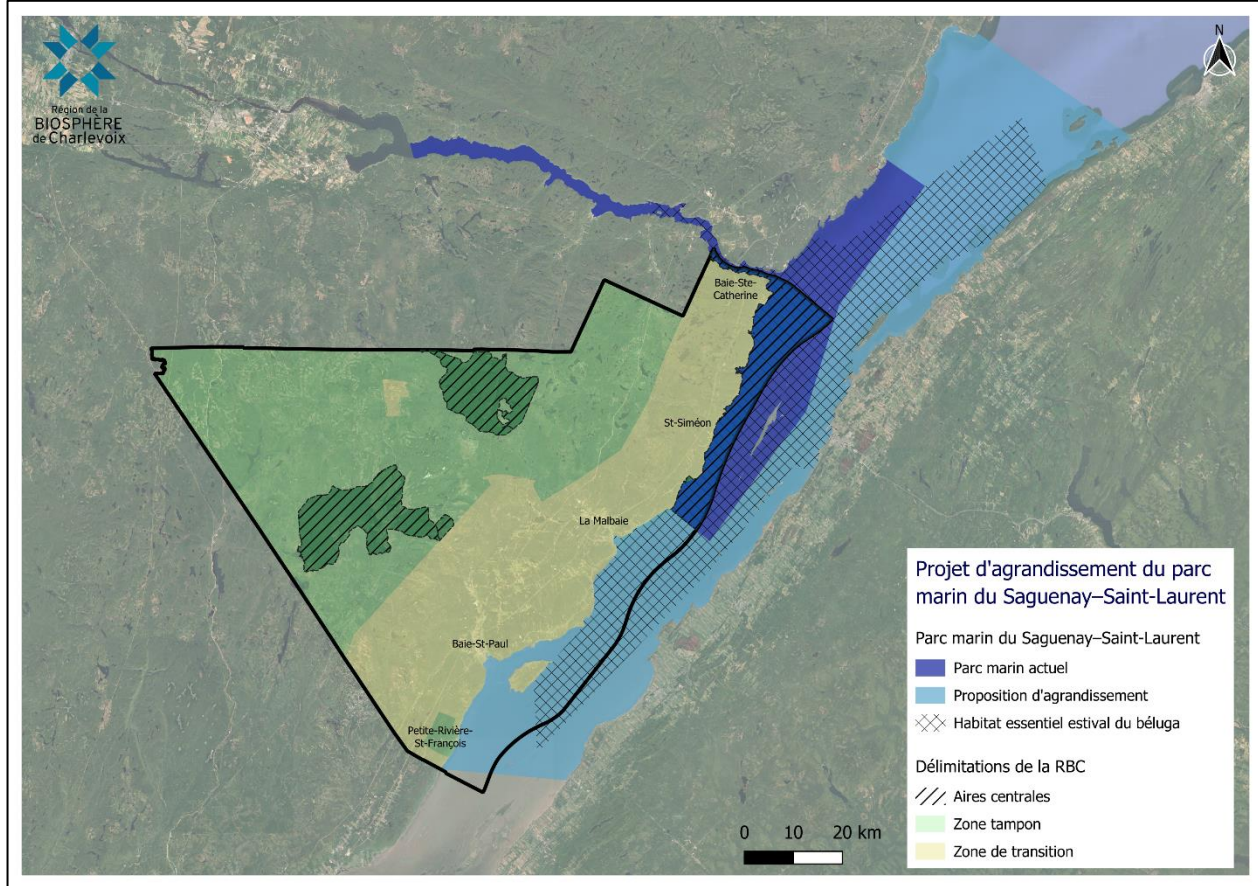 Région de la
BIOSPHÈRE
de Charlevoix
N
Baie-Ste-
Catherine
St-Siméon
La Malbaie
Baie-St-Paul
Petite-Rivière-
St-François
Projet d'agrandissement du parc
marin du Saguenay–Saint-Laurent
Parc marin du Saguenay–Saint-Laurent
Parc marin actuel
Proposition d'agrandissement
Habitat essentiel estival du béluga
Délimitations de la RBC
Aires centrales
Zone tampon
Zone de transition
0 10 20 km